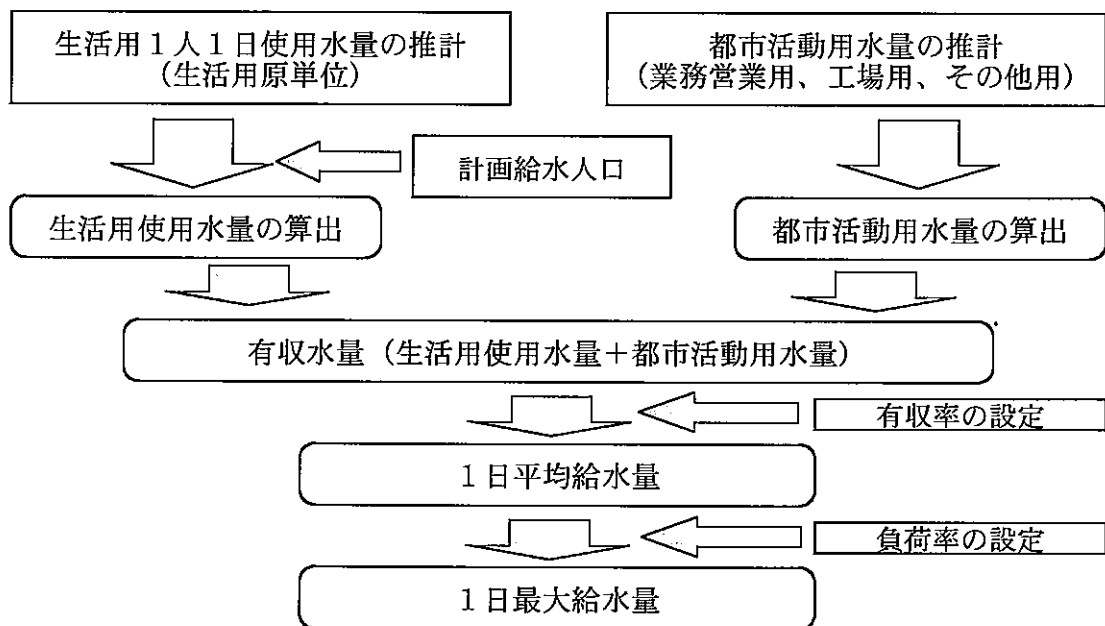 生活用１人１日使用水量の推計
（生活用原単位）
都市活動用水量の推計
（業務営業用、工場用、その他用）
計画給水人口
生活用使用水量の算出
都市活動用水量の算出
有収水量（生活用使用水量＋都市活動用水量）
有収率の設定
１日平均給水量
負荷率の設定
１日最大給水量